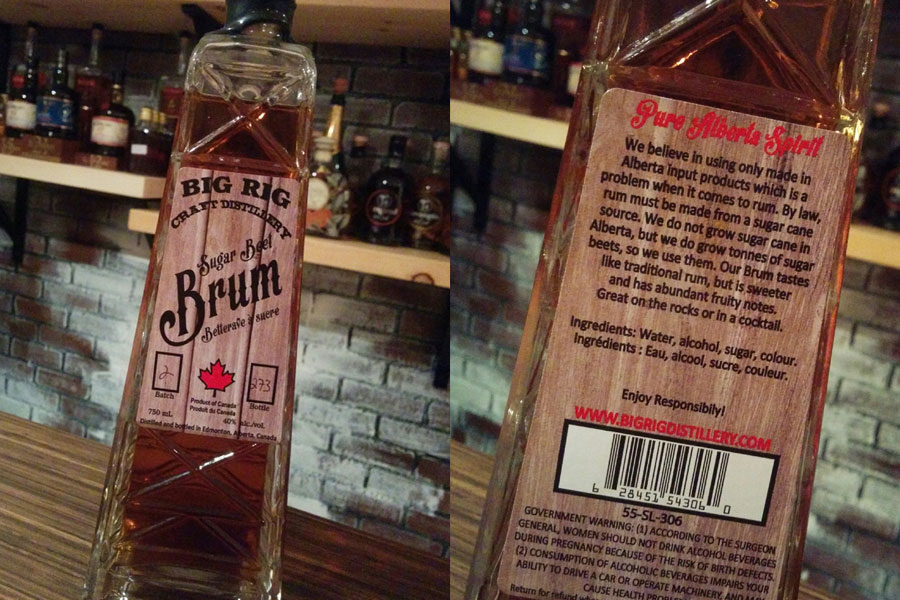 BIG RIG
CRAFT DISTILLERY
Sugar Beet
Brum
Betterave à sucre
2
Batch
Product of Canada
Produit du Canada
273
Bottle
750 mL
40% alc./vol.
Distilled and bottled in Edmonton, Alberta, Canada
Pure Alberta Spirit
We believe in using only made in
Alberta input products which is a
problem when it comes to rum. By law,
rum must be made from a sugar cane
source. We do not grow sugar cane in
Alberta, but we do grow tonnes of sugar
beets, so we use them. Our Brum tastes
like traditional rum, but is sweeter
and has abundant fruity notes.
Great on the rocks or in a cocktail.
Ingredients: Water, alcohol, sugar, colour.
Ingrédients : Eau, alcool, sucre, couleur.
Enjoy Responsibily!
WWW.BIGRIGDISTILLERY.COM
6 28451 54306 0
55-SL-306
GOVERNMENT WARNING: (1) ACCORDING TO THE SURGEON
GENERAL, WOMEN SHOULD NOT DRINK ALCOHOL BEVERAGES
DURING PREGNANCY BECAUSE OF THE RISK OF BIRTH DEFECTS.
(2) CONSUMPTION OF ALCOHOLIC BEVERAGES IMPAIRS YOUR
ABILITY TO DRIVE A CAR OR OPERATE MACHINERY, AND MAY
CAUSE HEALTH
Return for refund